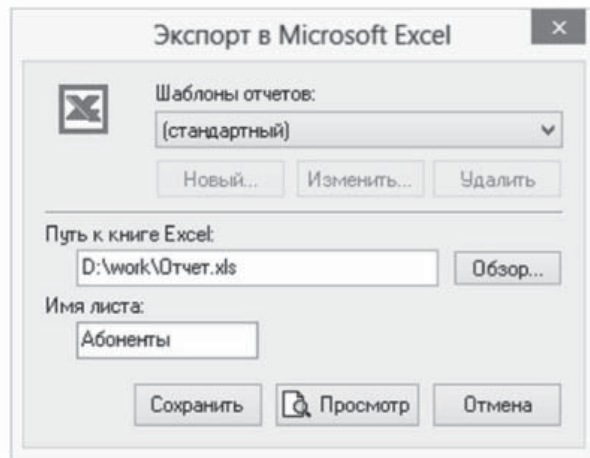 Экспорт в Microsoft Excel
Шаблоны отчетов:
(стандартный)
Новый... Изменить... Удалить
Путь к книге Excel:
D:\work\Отчет.xls Обзор...
Имя листа:
Абоненты
Сохранить Просмотр Отмена